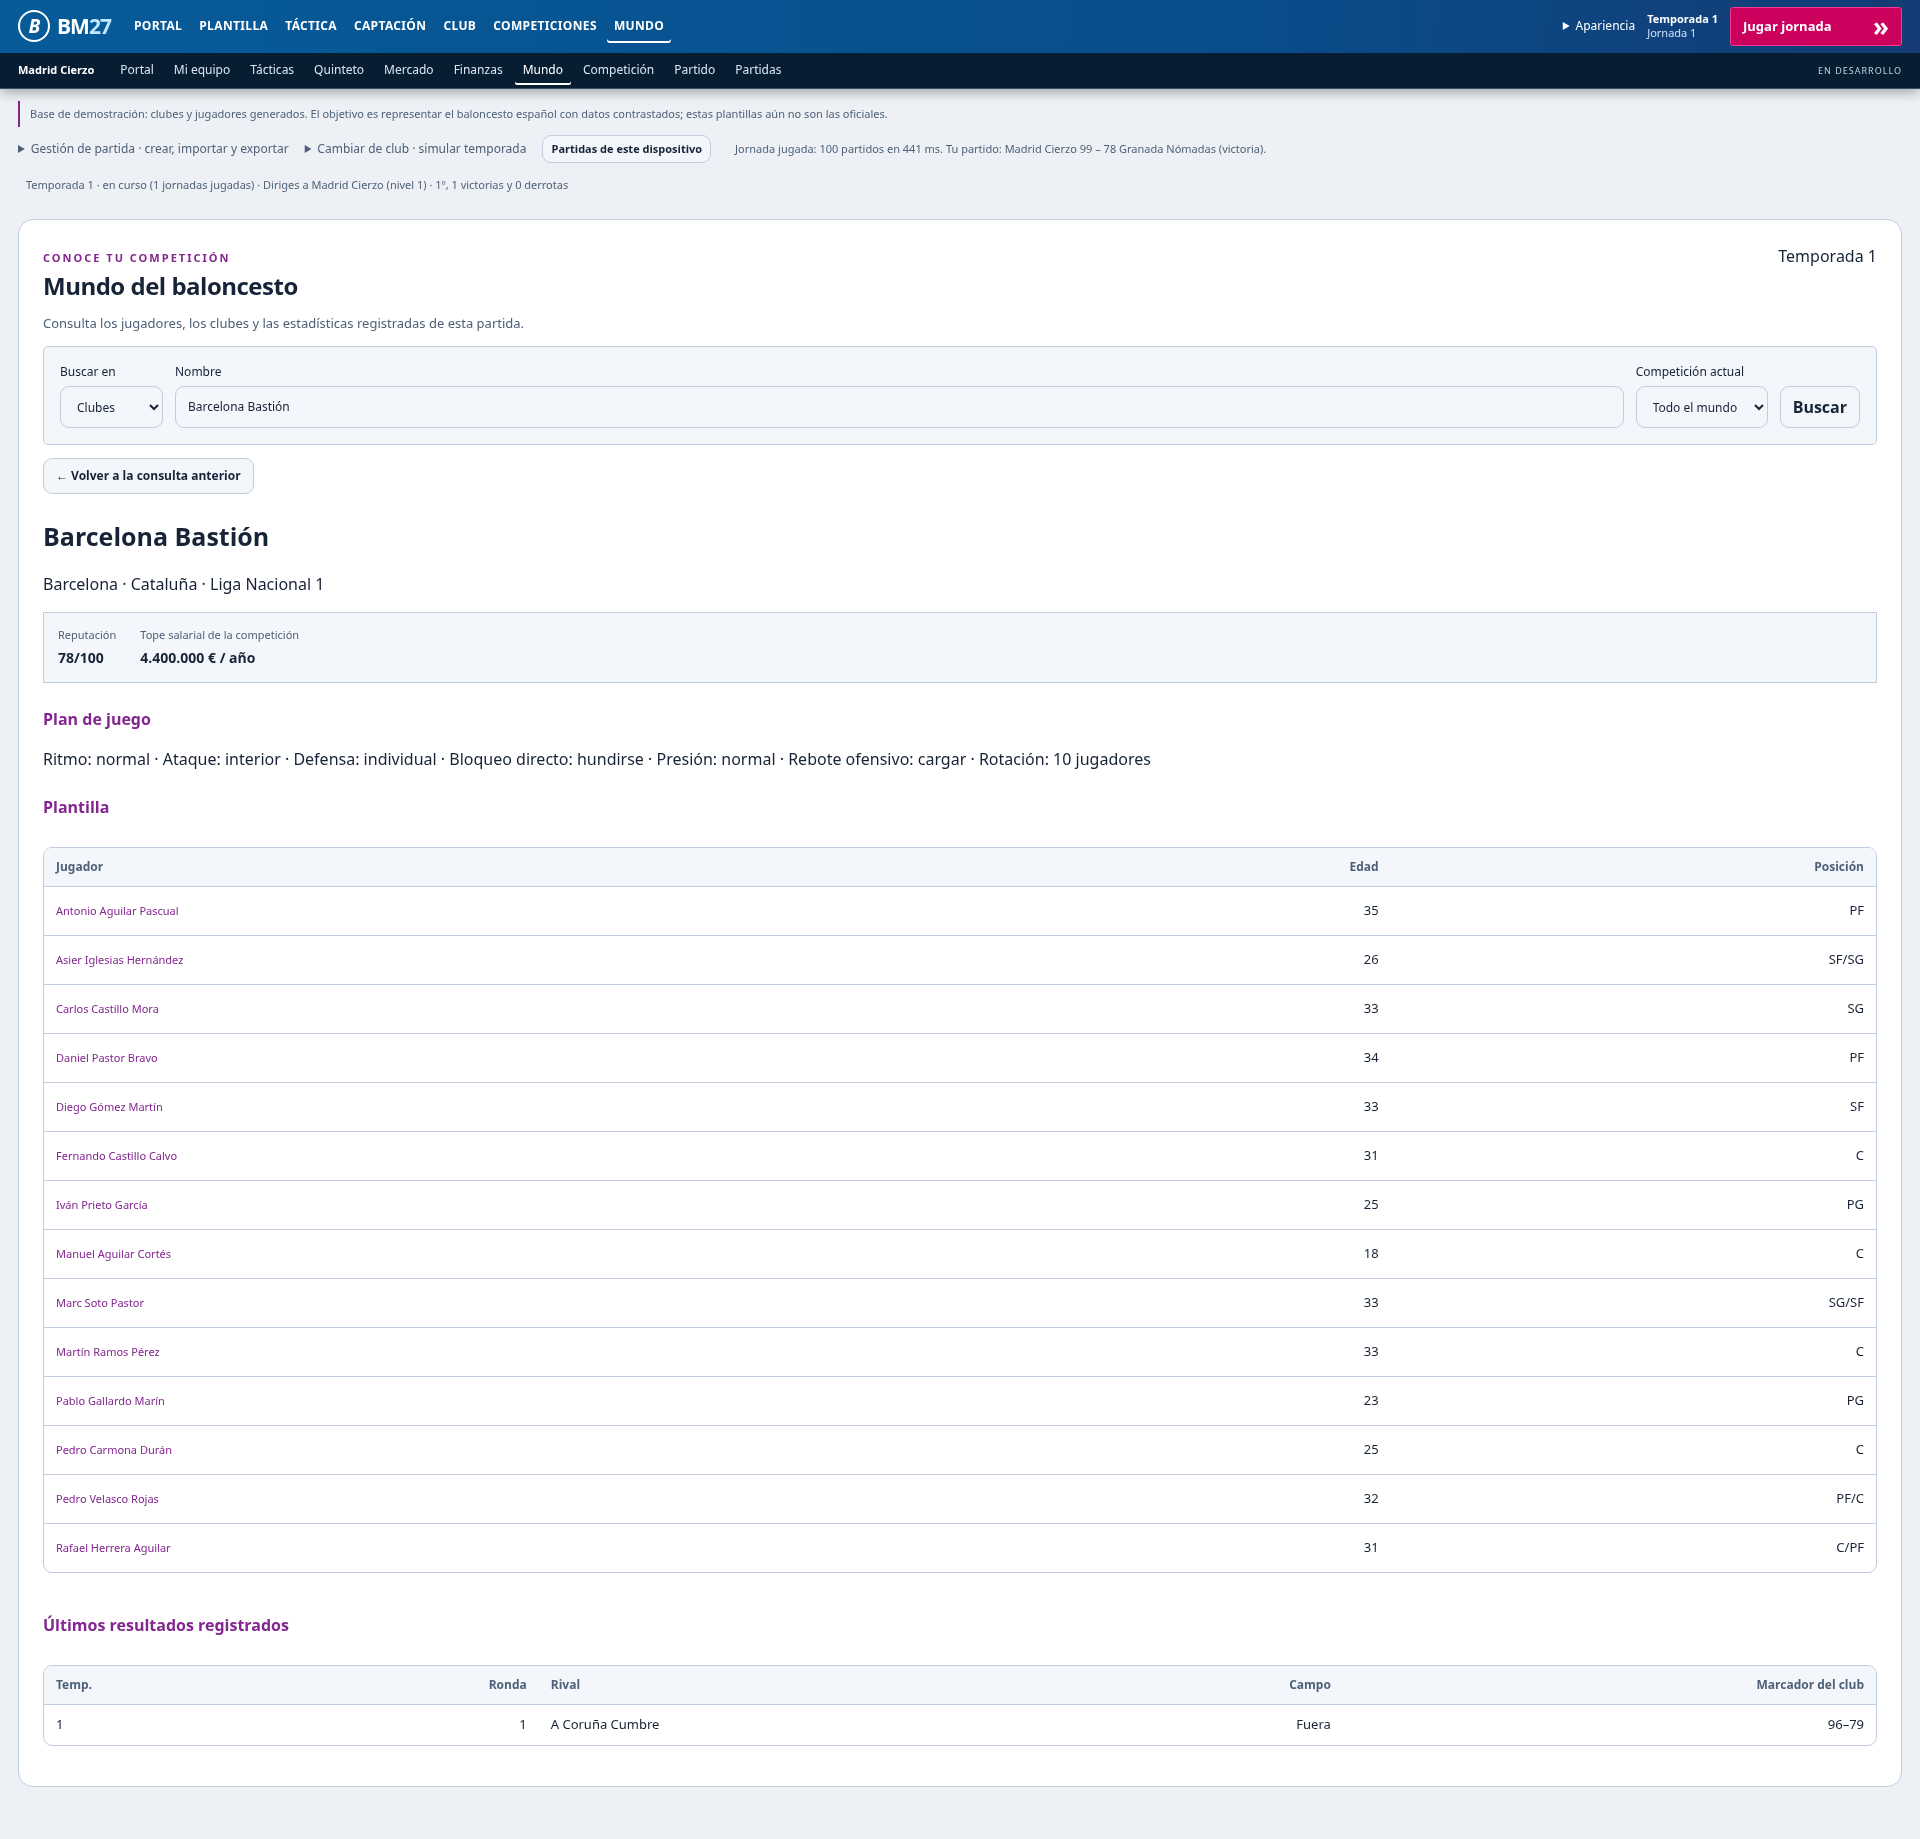 B BM27 PORTAL PLANTILLA TÁCTICA CAPTACIÓN CLUB COMPETICIONES MUNDO ▶ Apariencia Temporada 1 Jornada 1 Jugar jornada »
Madrid Cierzo Portal Mi equipo Tácticas Quinteto Mercado Finanzas Mundo Competición Partido Partidas EN DESARROLLO
Base de demostración: clubes y jugadores generados. El objetivo es representar el baloncesto español con datos contrastados; estas plantillas aún no son las oficiales.
▶ Gestión de partida · crear, importar y exportar ▶ Cambiar de club · simular temporada Partidas de este dispositivo Jornada jugada: 100 partidos en 441 ms. Tu partido: Madrid Cierzo 99 – 78 Granada Nómadas (victoria).
Temporada 1 · en curso (1 jornadas jugadas) · Diriges a Madrid Cierzo (nivel 1) · 1º, 1 victorias y 0 derrotas
CONOCE TU COMPETICIÓN Temporada 1
Mundo del baloncesto
Consulta los jugadores, los clubes y las estadísticas registradas de esta partida.
Buscar en Nombre Competición actual
Clubes Barcelona Bastión Todo el mundo Buscar
← Volver a la consulta anterior
Barcelona Bastión
Barcelona · Cataluña · Liga Nacional 1
Reputación Tope salarial de la competición
78/100 4.400.000 € / año
Plan de juego
Ritmo: normal · Ataque: interior · Defensa: individual · Bloqueo directo: hundirse · Presión: normal · Rebote ofensivo: cargar · Rotación: 10 jugadores
Plantilla
Jugador Edad Posición
Antonio Aguilar Pascual 35 PF
Asier Iglesias Hernández 26 SF/SG
Carlos Castillo Mora 33 SG
Daniel Pastor Bravo 34 PF
Diego Gómez Martín 33 SF
Fernando Castillo Calvo 31 C
Iván Prieto García 25 PG
Manuel Aguilar Cortés 18 C
Marc Soto Pastor 33 SG/SF
Martín Ramos Pérez 33 C
Pablo Gallardo Marín 23 PG
Pedro Carmona Durán 25 C
Pedro Velasco Rojas 32 PF/C
Rafael Herrera Aguilar 31 C/PF
Últimos resultados registrados
Temp. Ronda Rival Campo Marcador del club
1 1 A Coruña Cumbre Fuera 96–79